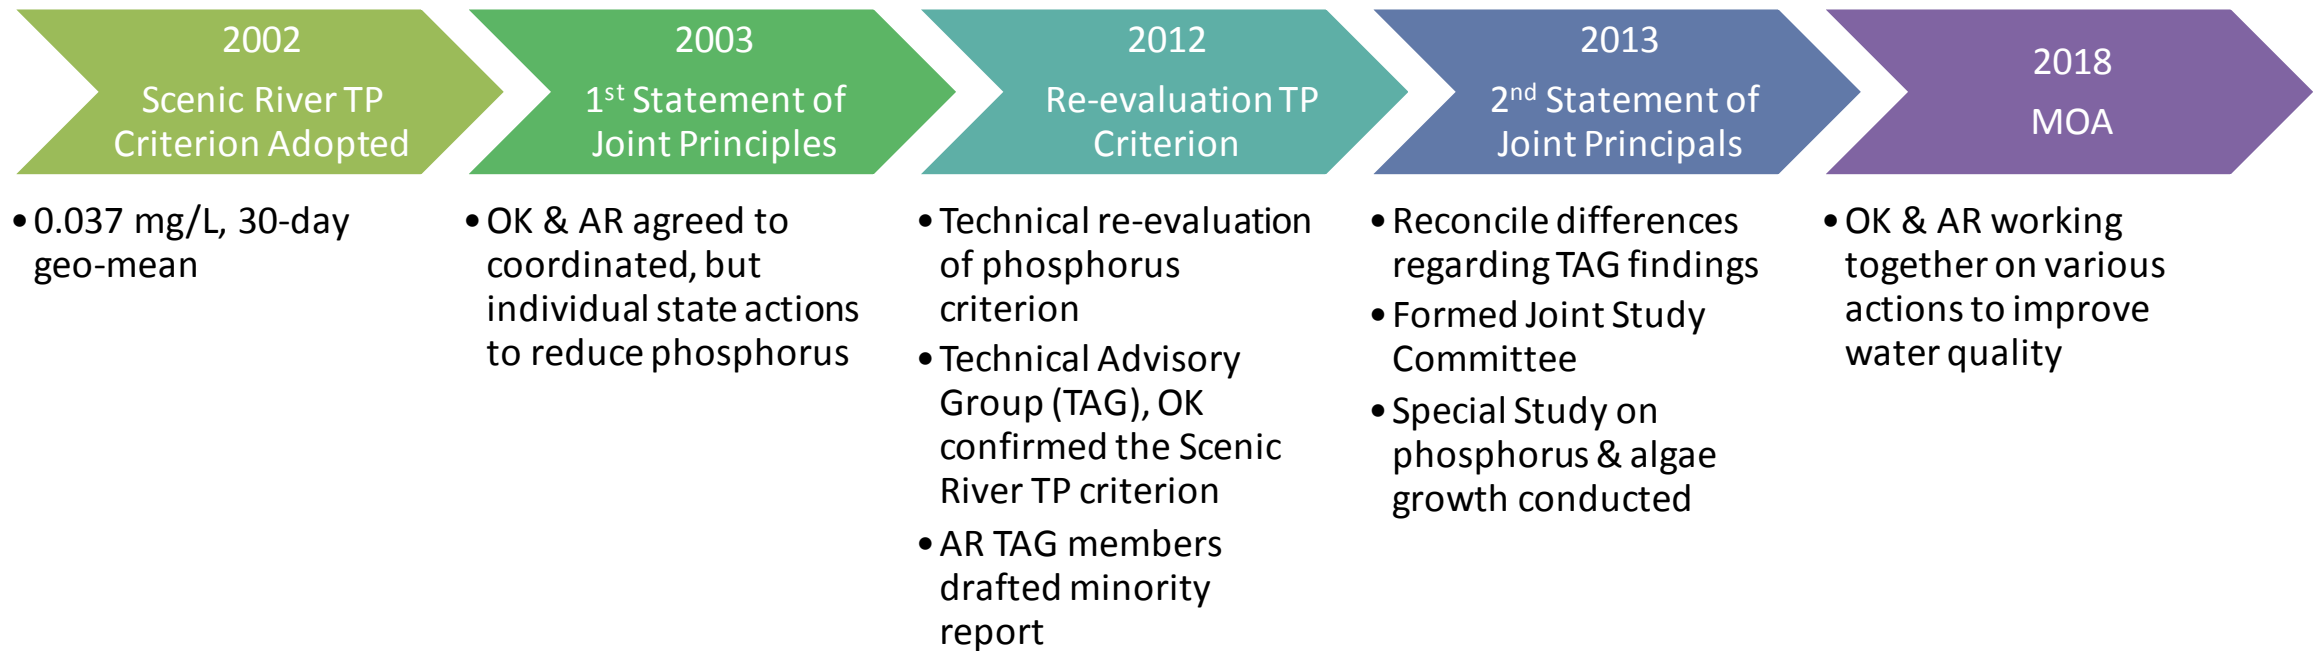 2002
Scenic River TP
Criterion Adopted
• 0.037 mg/L, 30-day
geo-mean
2003
1st Statement of
Joint Principles
• OK & AR agreed to
coordinated, but
individual state actions
to reduce phosphorus
2012
Re-evaluation TP
Criterion
• Technical re-evaluation
of phosphorus
criterion
• Technical Advisory
Group (TAG), OK
confirmed the Scenic
River TP criterion
• AR TAG members
drafted minority
report
2013
2nd Statement of
Joint Principals
• Reconcile differences
regarding TAG findings
• Formed Joint Study
Committee
• Special Study on
phosphorus & algae
growth conducted
2018
MOA
• OK & AR working
together on various
actions to improve
water quality